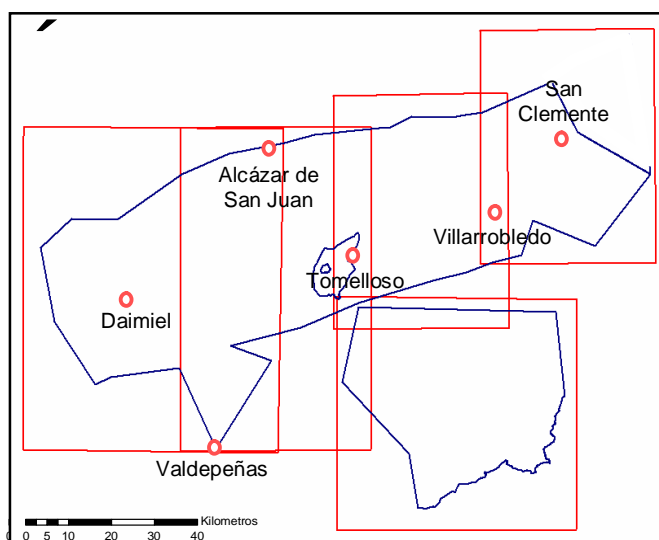 San
Clemente
Alcázar de
San Juan
Villarrobledo
Tomelloso
Daimiel
Valdepeñas
Kilometros
0 5 10 20 30 40